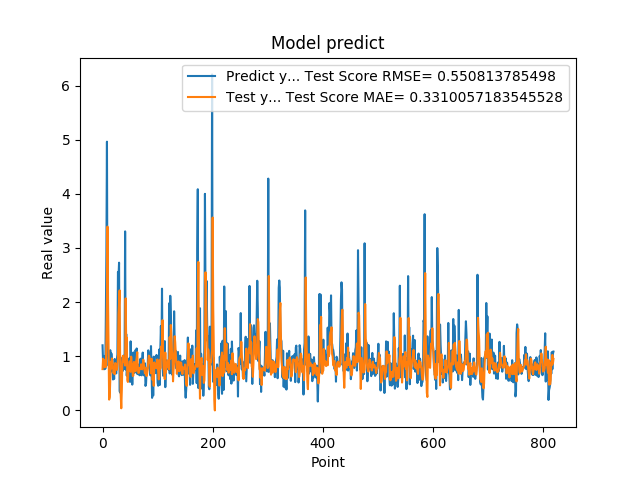 Model predict
Predict y... Test Score RMSE= 0.550813785498
Test y... Test Score MAE= 0.3310057183545528
Real value
6
5
4
3
2
1
0
0 200 400 600 800
Point